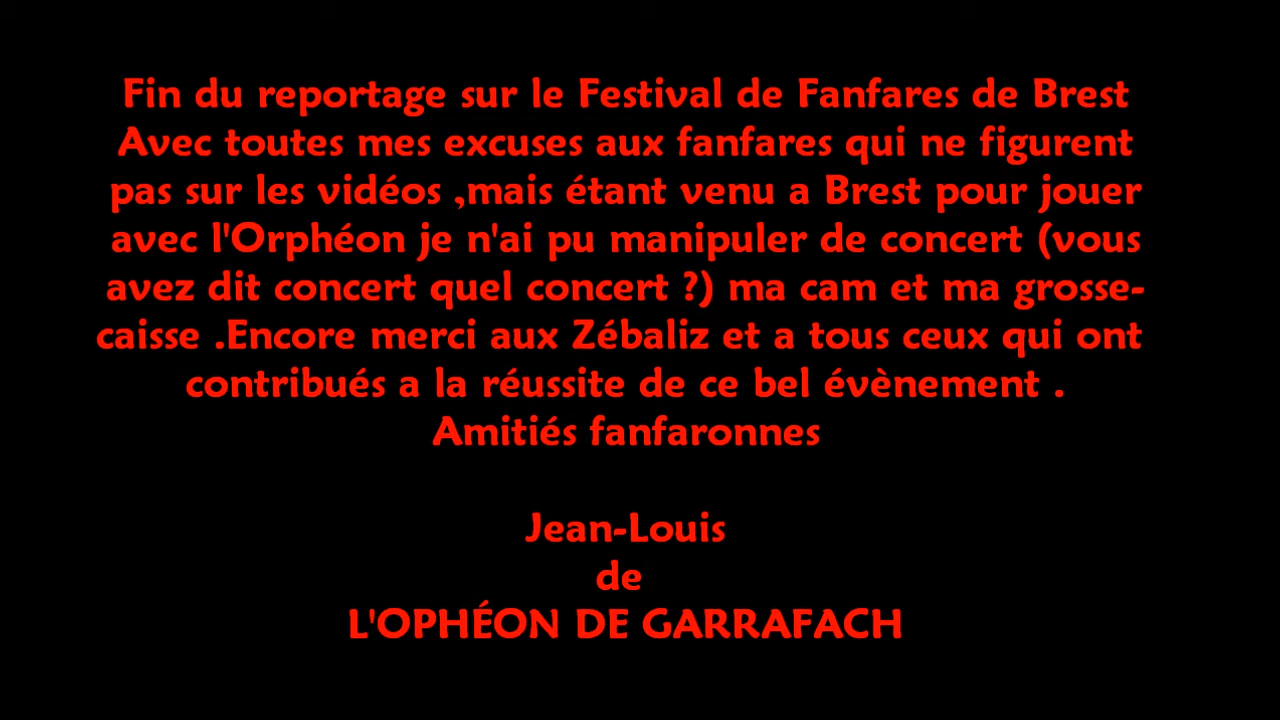 Fin du reportage sur le Festival de Fanfares de Brest
Avec toutes mes excuses aux fanfares qui ne figurent
pas sur les vidéos ,mais étant venu a Brest pour jouer
avec l'Orphéon je n'ai pu manipuler de concert (vous
avez dit concert quel concert ?) ma cam et ma grosse-
caisse .Encore merci aux Zébaliz et a tous ceux qui ont
contribués a la réussite de ce bel évènement .
Amitiés fanfaronnes
Jean-Louis
de
L'OPHÉON DE GARRAFACH